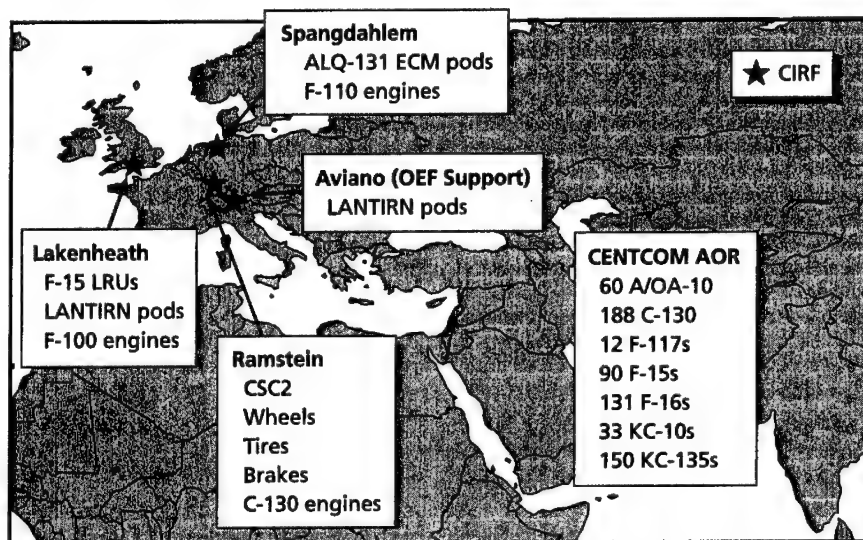 Spangdahlem
ALQ-131 ECM pods
F-110 engines
★ CIRF
Aviano (OEF Support)
LANTIRN pods
Lakenheath
F-15 LRUs
LANTIRN pods
F-100 engines
Ramstein
CSC2
Wheels
Tires
Brakes
C-130 engines
CENTCOM AOR
60 A/OA-10
188 C-130
12 F-117s
90 F-15s
131 F-16s
33 KC-10s
150 KC-135s